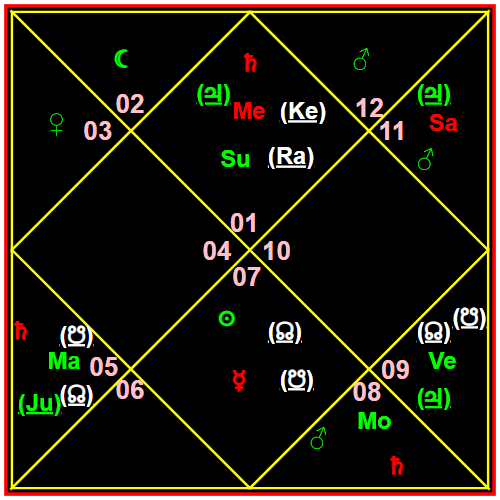 ☾ ♄ ♂
(♃) (♃)
02 Me (Ke) 12 Sa
♀ 03 11
Su (Ra) ♂
01
04 10
07
☉
♄ (☋) (☊) (☊) (☋)
Ma 05 09 Ve
☿ (☋)
(Ju) (☊) 06 08 (♃)
Mo
♂
♄